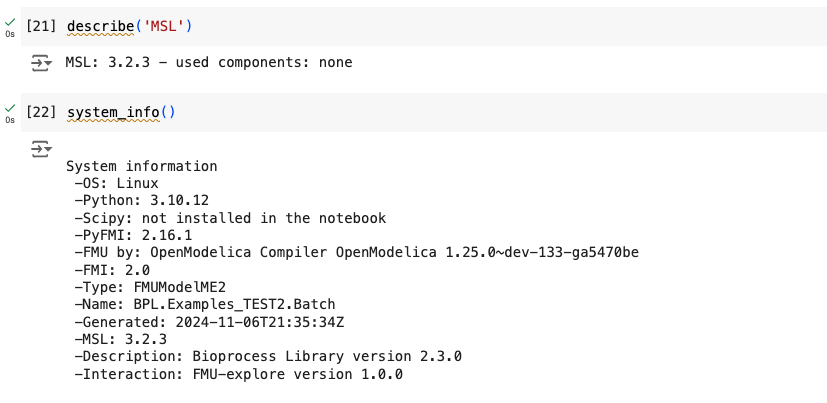 [21] describe('MSL')
0s
MSL: 3.2.3 - used components: none
[22] system_info()
0s
System information
-OS: Linux
-Python: 3.10.12
-Scipy: not installed in the notebook
-PyFMI: 2.16.1
-FMU by: OpenModelica Compiler OpenModelica 1.25.0~dev-133-ga5470be
-FMI: 2.0
-Type: FMUModelME2
-Name: BPL.Examples_TEST2.Batch
-Generated: 2024-11-06T21:35:34Z
-MSL: 3.2.3
-Description: Bioprocess Library version 2.3.0
-Interaction: FMU-explore version 1.0.0